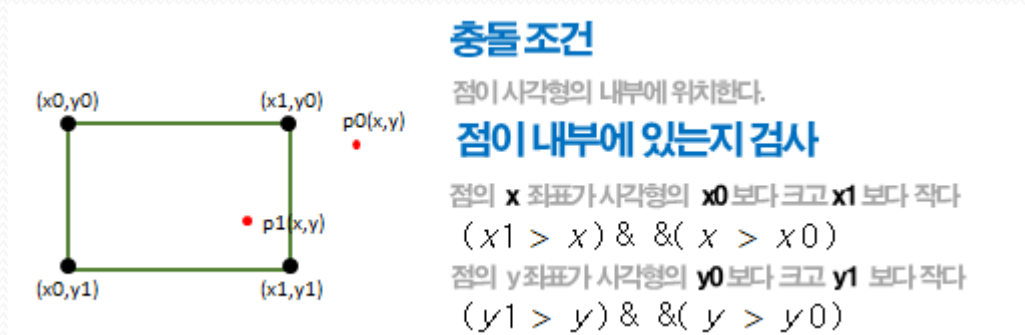 충돌 조건
점이 사각형의 내부에 위치한다.
점이 내부에 있는지 검사
점의 x 좌표가 사각형의 x0 보다 크고 x1 보다 작다
(x1 > x) & &( x > x0)
점의 y 좌표가 사각형의 y0 보다 크고 y1 보다 작다
(y1 > y) & &( y > y0)
(x0,y0)
(x1,y0)
p0(x,y)
p1(x,y)
(x0,y1)
(x1,y1)